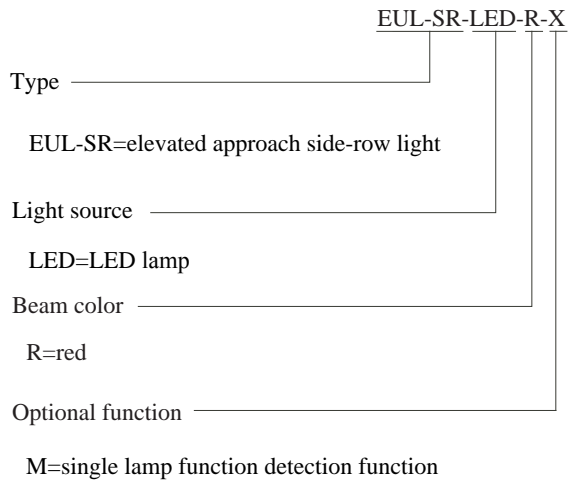 EUL-SR-LED-R-X
Type
EUL-SR=elevated approach side-row light
Light source
LED=LED lamp
Beam color
R=red
Optional function
M=single lamp function detection function